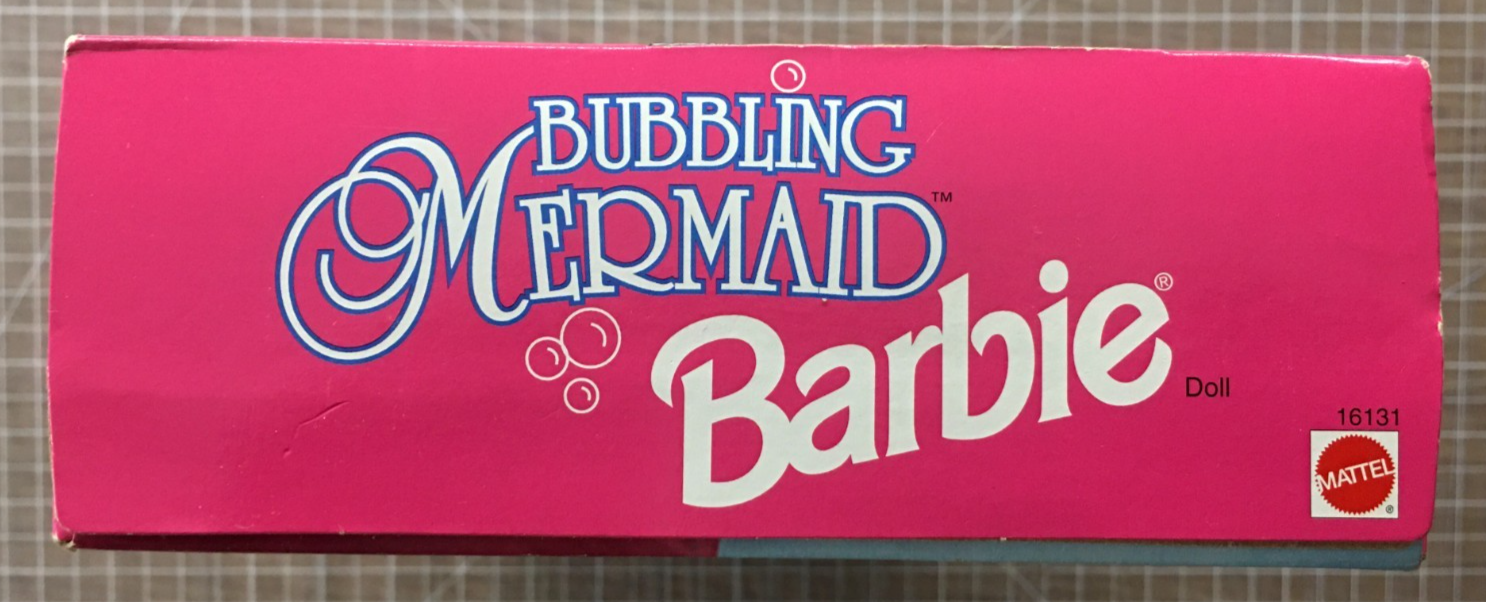 BUBBLING
MERMAID™
Barbie®
Doll
16131
MATTEL
®